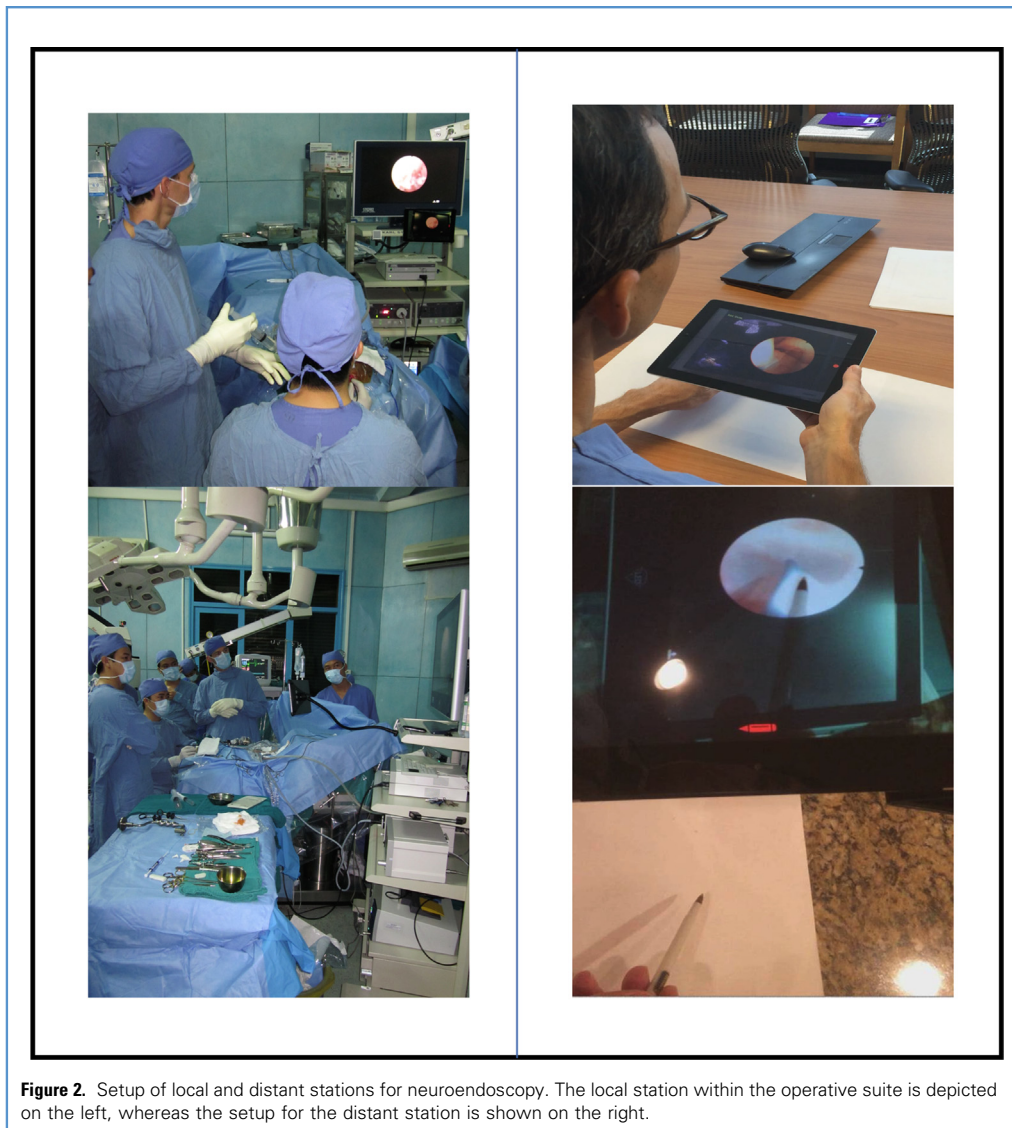 Figure 2. Setup of local and distant stations for neuroendoscopy. The local station within the operative suite is depicted
on the left, whereas the setup for the distant station is shown on the right.